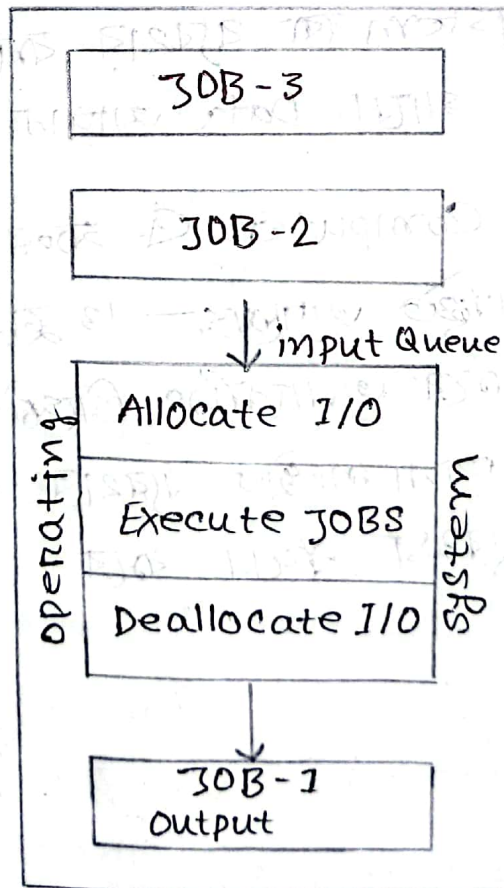 JOB-3
JOB-2
input Queue
Allocate I/O
operating
Execute JOBS
system
Deallocate I/O
JOB-1
output